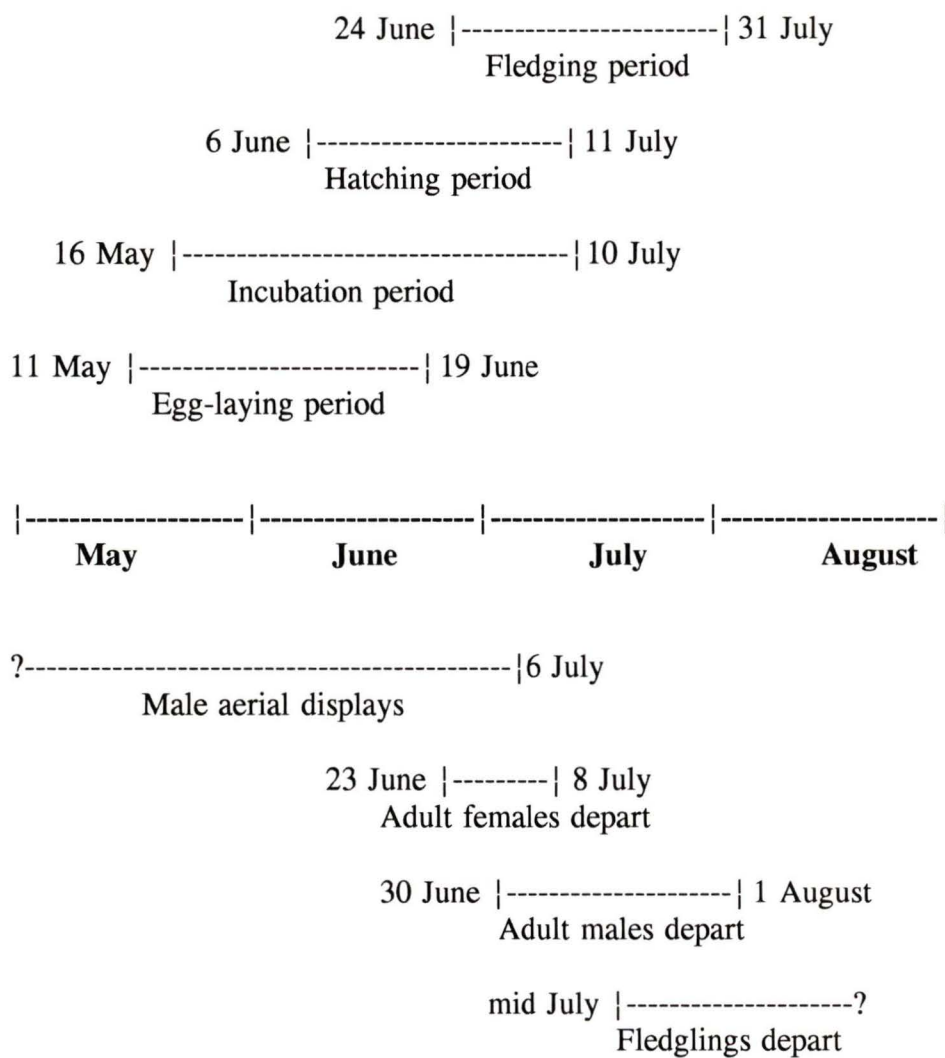 24 June |-----------------------| 31 July
Fledging period
6 June |----------------------| 11 July
Hatching period
16 May |-----------------------------------| 10 July
Incubation period
11 May |-------------------------| 19 June
Egg-laying period
|--------------------|--------------------|--------------------|--------------------|
May June July August
?-------------------------------------------|6 July
Male aerial displays
23 June |---------| 8 July
Adult females depart
30 June |--------------------| 1 August
Adult males depart
mid July |--------------------?
Fledglings depart